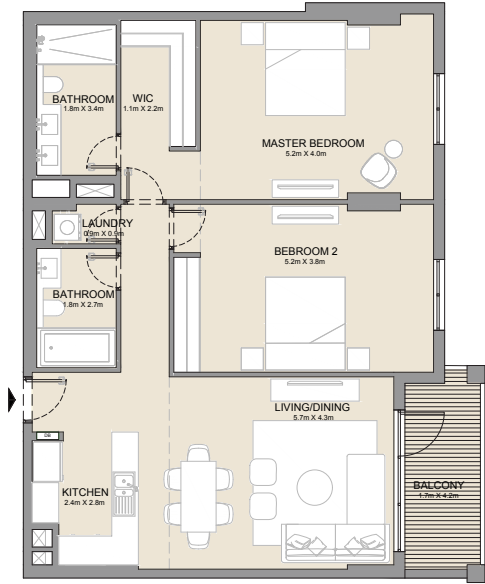 BATHROOM
1.8m X 3.4m
WIC
1.1m X 2.2m
MASTER BEDROOM
5.2m X 4.0m
LAUNDRY
0.9m X 0.9m
BEBROOM 2
5.2m X 3.8m
BATHROOM
1.8m X 2.7m
LIVING/DINING
5.7m X 4.3m
DB
KITCHEN
2.4m X 2.8m
BALCONY
1.7m X 4.2m